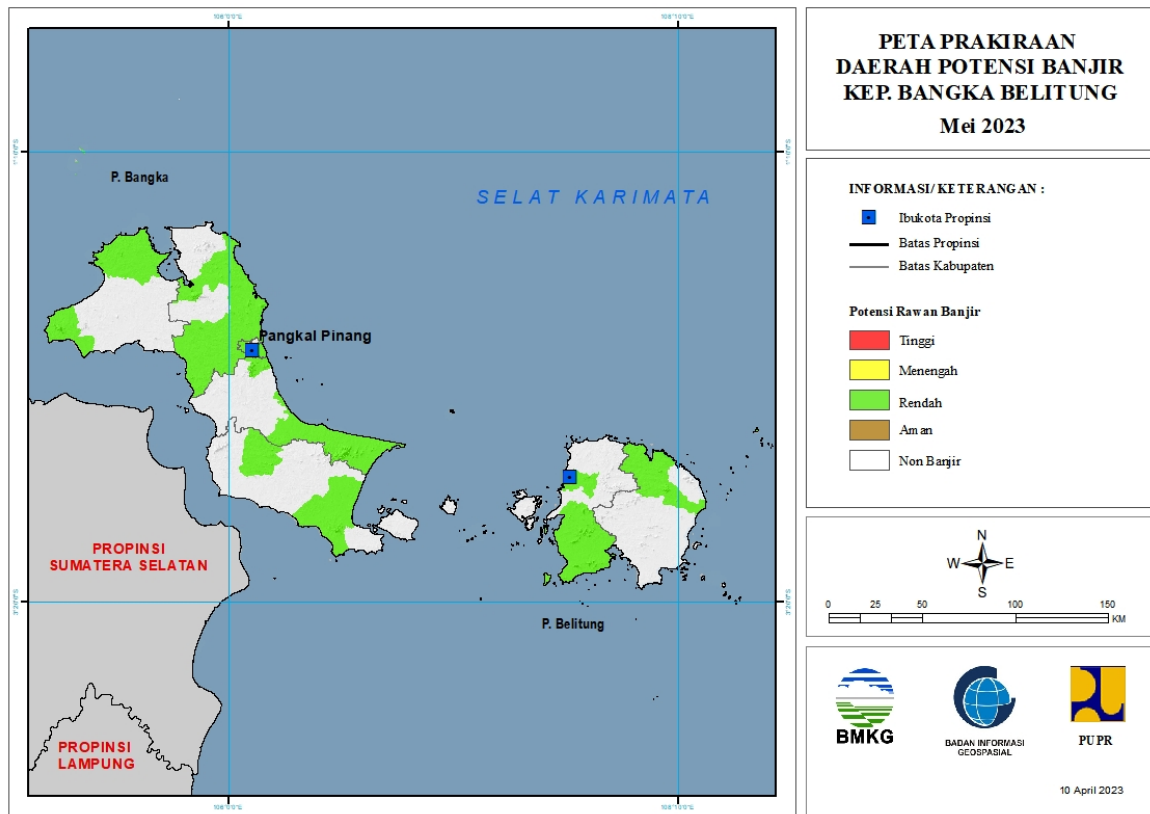 PETA PRAKIRAAN
DAERAH POTENSI BANJIR
KEP. BANGKA BELITUNG
Mei 2023
INFORMASI/ KETERANGAN :
Ibukota Propinsi
Batas Propinsi
Batas Kabupaten
Potensi Rawan Banjir
Tinggi
Menengah
Rendah
Aman
Non Banjir
N
W E
S
0 25 50 100 150
KM
BMKG
BADAN INFORMASI
GEOSPASIAL
PUPR
10 April 2023
P. Bangka
SELAT KARIMATA
Pangkal Pinang
PROPINSI
SUMATERA SELATAN
P. Belitung
PROPINSI
LAMPUNG